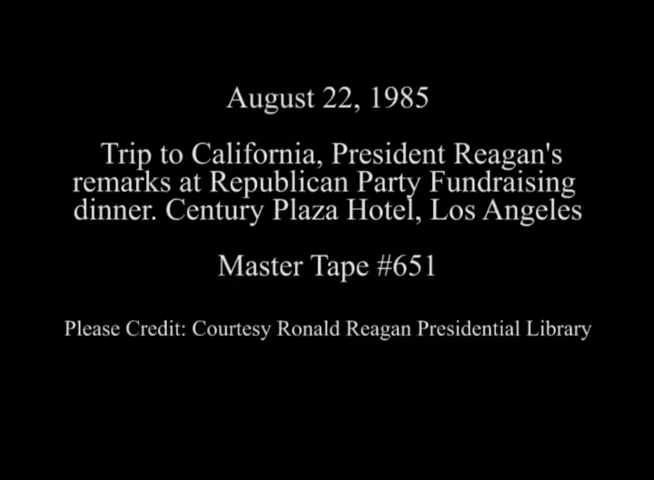 August 22, 1985
Trip to California, President Reagan's
remarks at Republican Party Fundraising
dinner. Century Plaza Hotel, Los Angeles
Master Tape #651
Please Credit: Courtesy Ronald Reagan Presidential Library